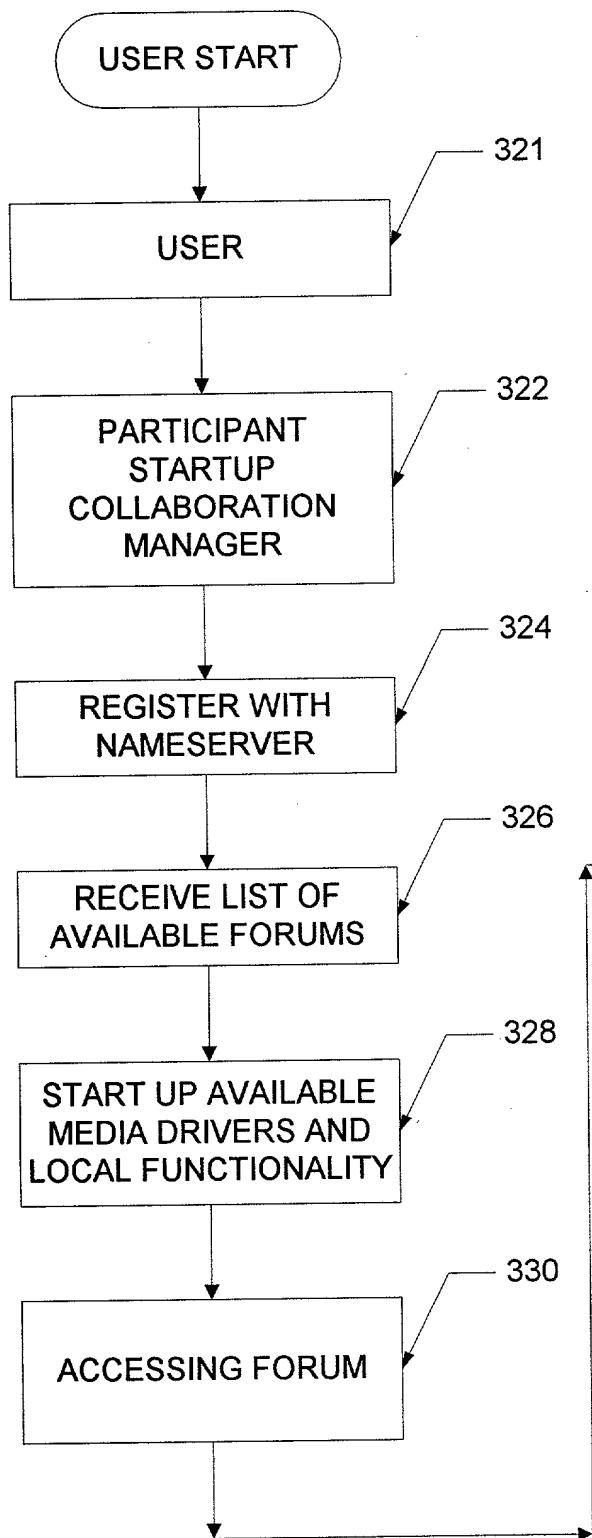 USER START
321
USER
322
PARTICIPANT
STARTUP
COLLABORATION
MANAGER
324
REGISTER WITH
NAMESERVER
326
RECEIVE LIST OF
AVAILABLE FORUMS
328
START UP AVAILABLE
MEDIA DRIVERS AND
LOCAL FUNCTIONALITY
330
ACCESSING FORUM